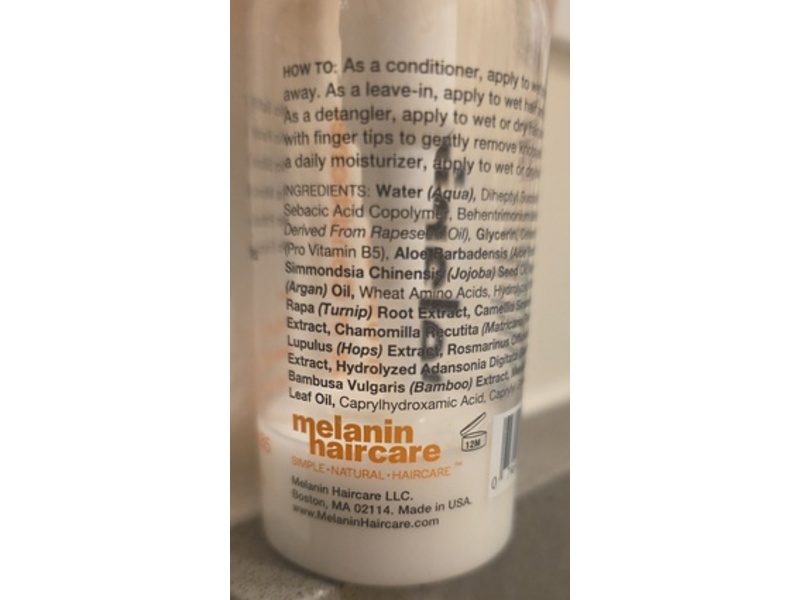 HOW TO: As a conditioner, apply to wet
away. As a leave-in, apply to wet
As a detangler, apply to wet or dry
with finger tips to gently remove
a daily moisturizer, apply to wet or
INGREDIENTS: Water (Aqua), Diheptyl
Sebacic Acid Copolymer, Behentrimonium
Derived From Rapeseed Oil), Glycerin,
(Pro Vitamin B5), Aloe Barbadensis
Simmondsia Chinensis (Jojoba) Seed
(Argan) Oil, Wheat Amino Acids,
Rapa (Turnip) Root Extract, Camellia
Extract, Chamomilla Recutita
Lupulus (Hops) Extract, Rosmarinus
Extract, Hydrolyzed Adansonia Digitata
Bambusa Vulgaris (Bamboo) Extract,
Leaf Oil, Caprylhydroxamic Acid,
melanin
haircare
SIMPLE•NATURAL•HAIRCARE™
12M
Melanin Haircare LLC.
Boston, MA 02114. Made in USA.
www.MelaninHaircare.com